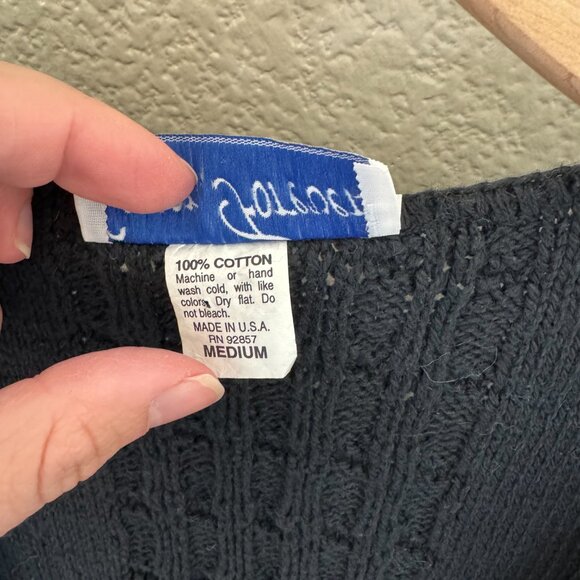 100% COTTON
Machine or hand
wash cold, with like
colors. Dry flat. Do
not bleach.
MADE IN U.S.A.
RN 92857
MEDIUM